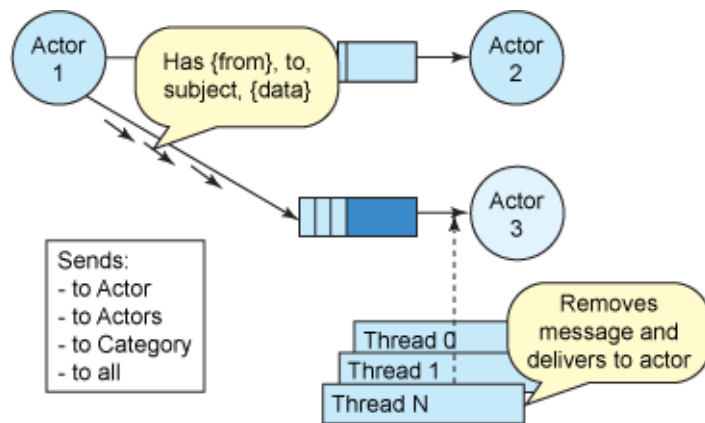 Actor
1
Has {from}, to,
subject, {data}
Actor
2
Actor
3
Sends:
- to Actor
- to Actors
- to Category
- to all
Thread 0
Thread 1
Thread N
Removes
message and
delivers to actor